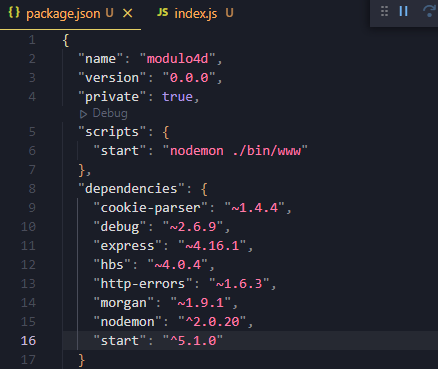 {} package.json U × JS index.js U
1 {
2 "name": "modulo4d",
3 "version": "0.0.0",
4 "private": true,
Debug
5 "scripts": {
6 "start": "nodemon ./bin/www"
7 },
8 "dependencies": {
9 "cookie-parser": "~1.4.4",
10 "debug": "~2.6.9",
11 "express": "~4.16.1",
12 "hbs": "~4.0.4",
13 "http-errors": "~1.6.3",
14 "morgan": "~1.9.1",
15 "nodemon": "^2.0.20",
16 "start": "^5.1.0"
17 }